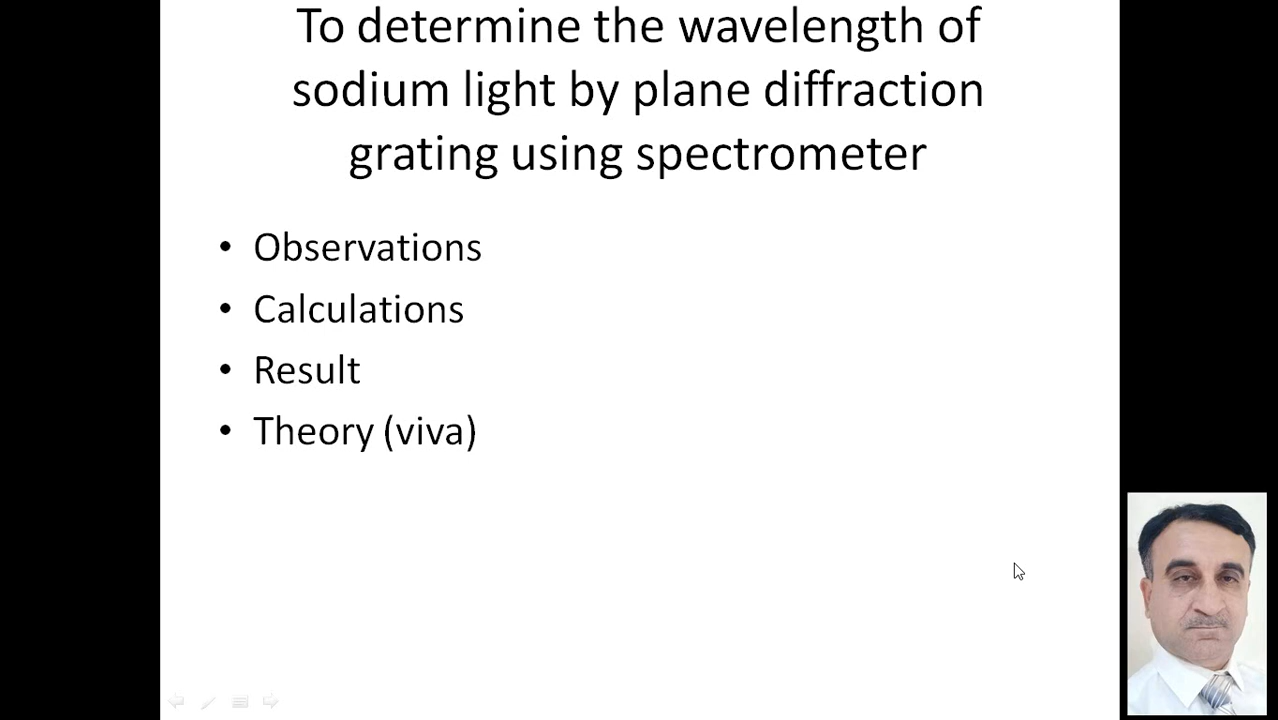 To determine the wavelength of
sodium light by plane diffraction
grating using spectrometer
• Observations
• Calculations
• Result
• Theory (viva)